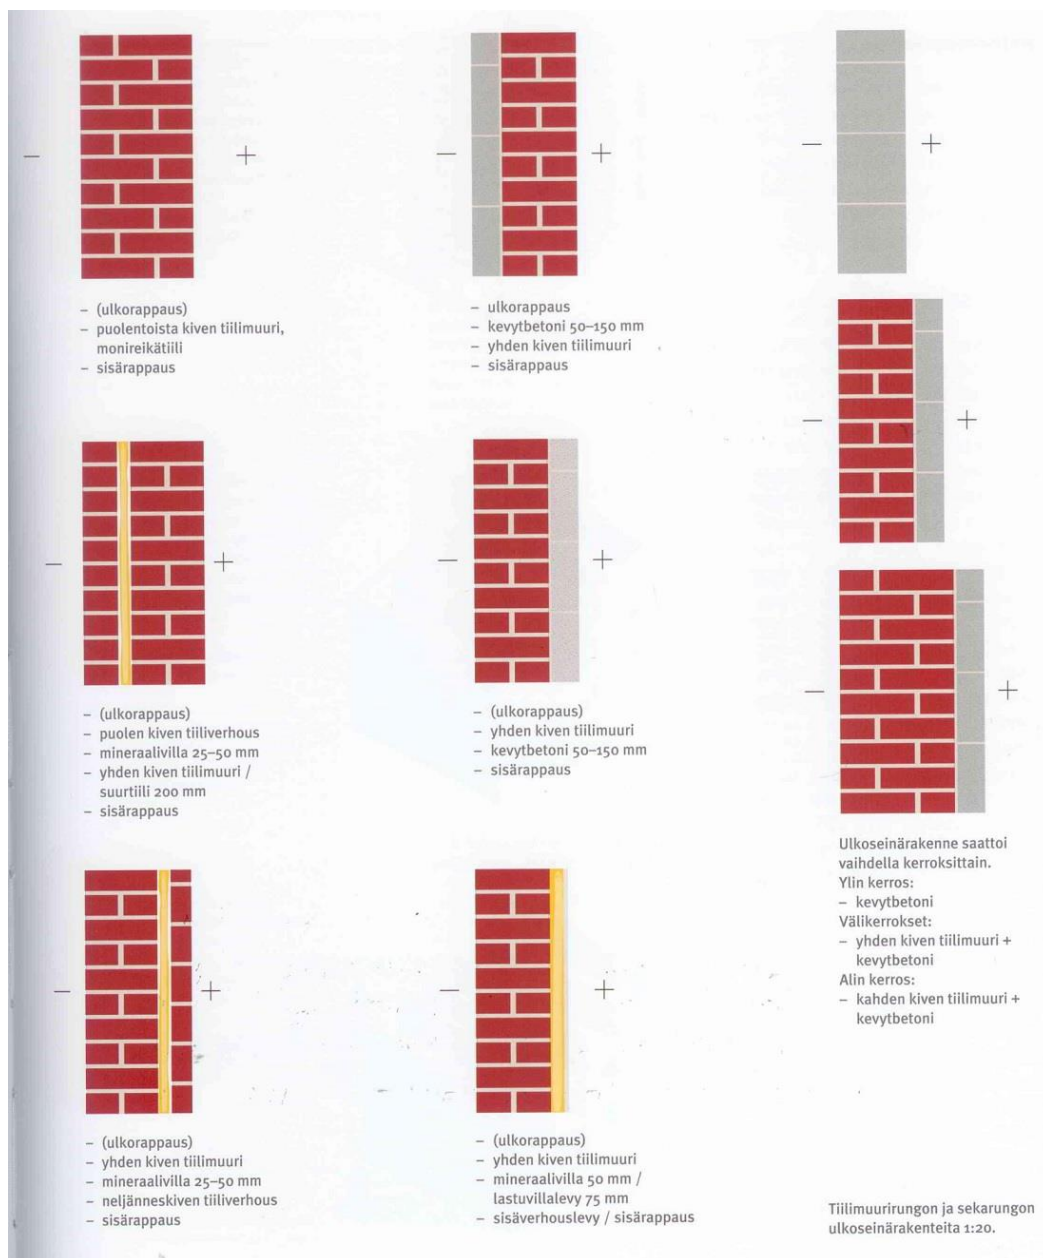 –
+
– (ulkorappaus)
– puolentoista kiven tiilimuuri,
monireikätiili
– sisärappaus
–
+
– ulkorappaus
– kevytbetoni 50–150 mm
– yhden kiven tiilimuuri
– sisärappaus
–
+
–
+
–
+
Ulkoseinärakenne saattoi
vaihdella kerroksittain.
Ylin kerros:
– kevytbetoni
Välikerrokset:
– yhden kiven tiilimuuri +
kevytbetoni
Alin kerros:
– kahden kiven tiilimuuri +
kevytbetoni
–
+
– (ulkorappaus)
– puolen kiven tiiliverhous
– mineraalivilla 25–50 mm
– yhden kiven tiilimuuri /
suurtiili 200 mm
– sisärappaus
–
+
– (ulkorappaus)
– yhden kiven tiilimuuri
– kevytbetoni 50–150 mm
– sisärappaus
–
+
– (ulkorappaus)
– yhden kiven tiilimuuri
– mineraalivilla 25–50 mm
– neljänneskiven tiiliverhous
– sisärappaus
–
+
– (ulkorappaus)
– yhden kiven tiilimuuri
– mineraalivilla 50 mm /
lastuvillalevy 75 mm
– sisäverhouslevy / sisärappaus
Tiilimuurirungon ja sekarungon
ulkoseinärakenteita 1:20.